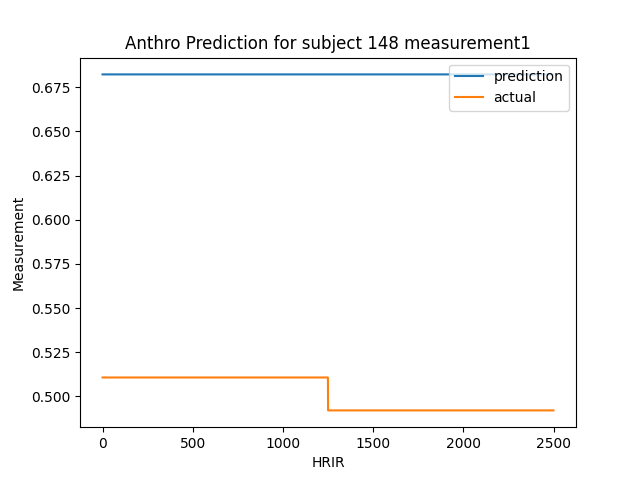 Anthro Prediction for subject 148 measurement1
prediction
actual
Measurement
0.675
0.650
0.625
0.600
0.575
0.550
0.525
0.500
0 500 1000 1500 2000 2500
HRIR